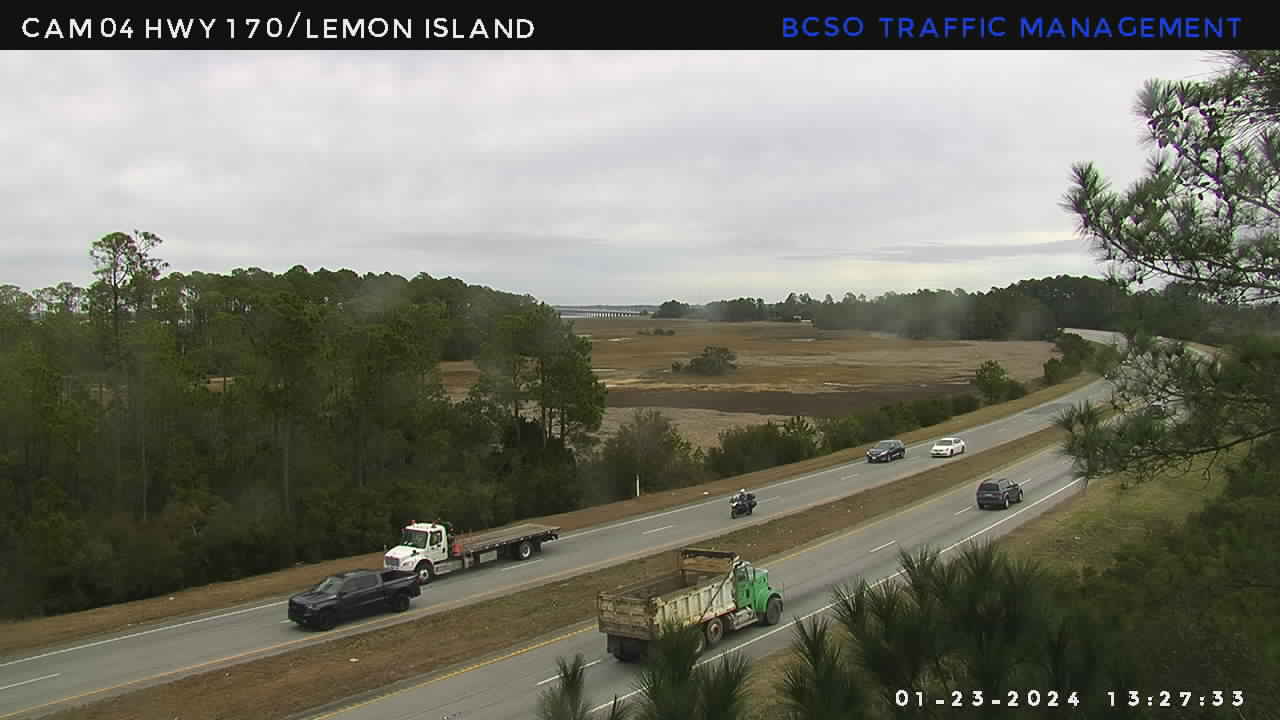 CAM04 HWY 170/LEMON ISLAND
BCSO TRAFFIC MANAGEMENT
01-23-2024 13:27:33